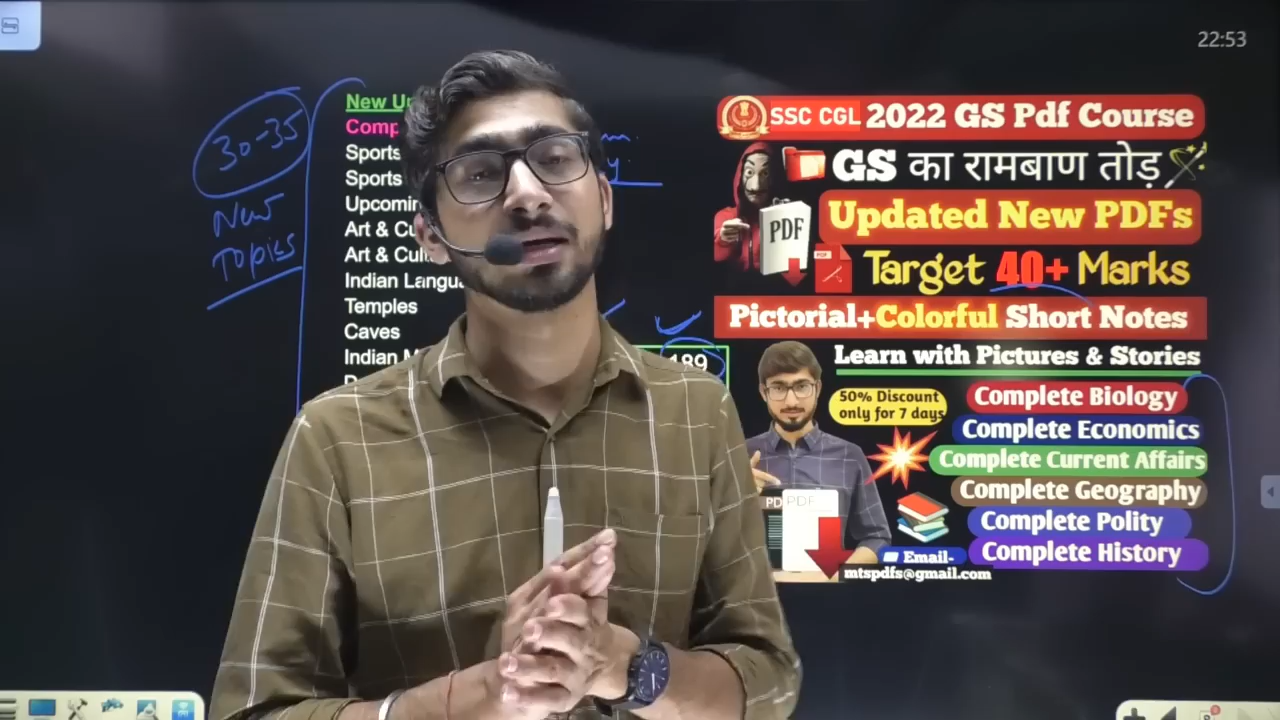 22:53
30-35
New
Topics
New
Comp
Sports
Sports
Upcomin
Art & Cu
Art & Cult
Indian Langua
Temples
Caves
Indian M
189
SSC CGL 2022 GS Pdf Course
GS का रामबाण तोड़
PDF
Updated New PDFs
PDF
Target 40+ Marks
Pictorial+Colorful Short Notes
Learn with Pictures & Stories
50% Discount
only for 7 days
Complete Biology
Complete Economics
Complete Current Affairs
Complete Geography
Complete Polity
Complete History
PD PDF
Email-
mtspdfs@gmail.com